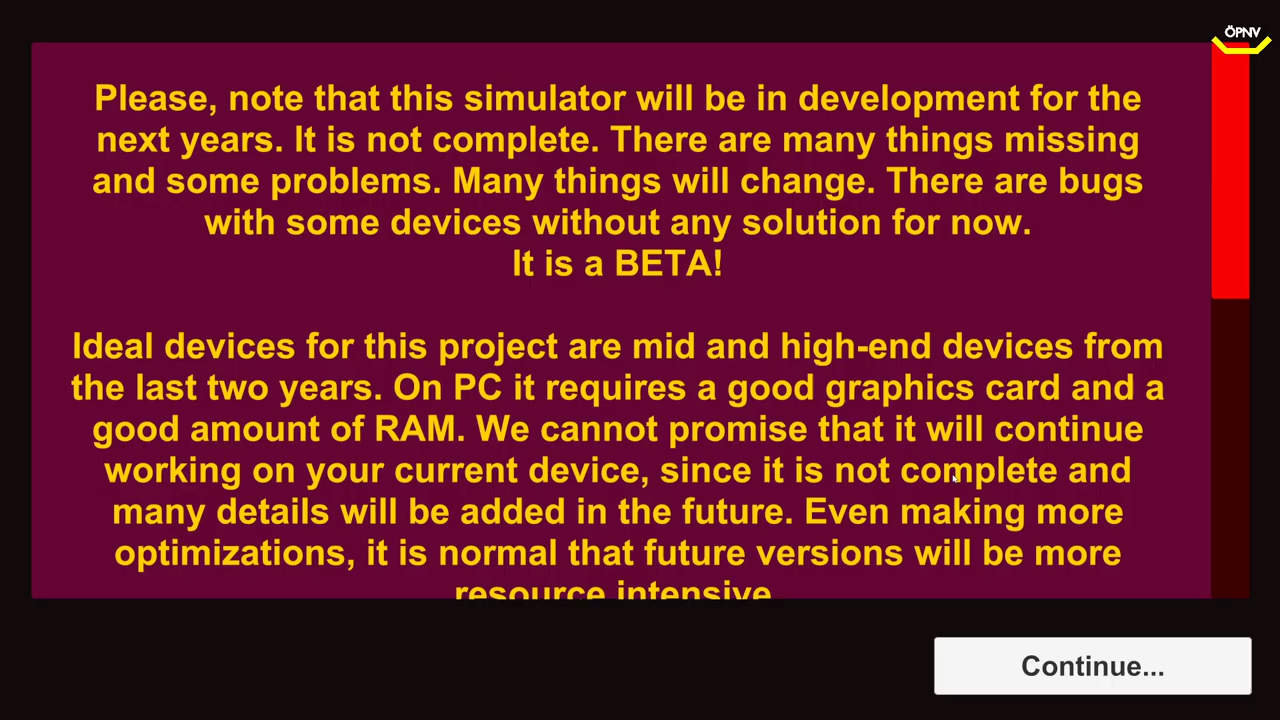 ÖPNV
Please, note that this simulator will be in development for the
next years. It is not complete. There are many things missing
and some problems. Many things will change. There are bugs
with some devices without any solution for now.
It is a BETA!
Ideal devices for this project are mid and high-end devices from
the last two years. On PC it requires a good graphics card and a
good amount of RAM. We cannot promise that it will continue
working on your current device, since it is not complete and
many details will be added in the future. Even making more
optimizations, it is normal that future versions will be more
resource intensive.
Continue...